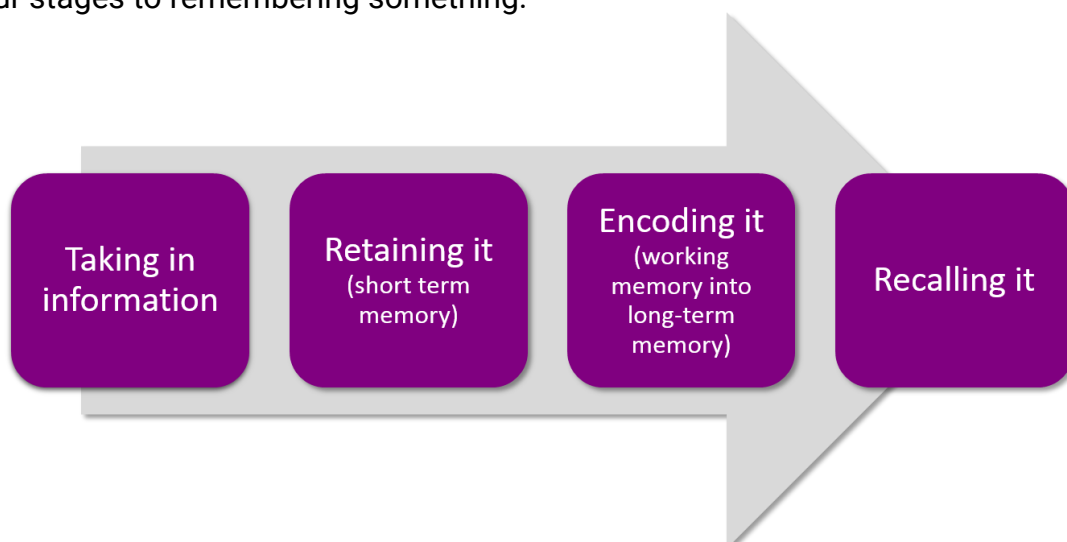 stages to remembering something.
Taking in
information
Retaining it
(short term
memory)
Encoding it
(working
memory into
long-term
memory)
Recalling it